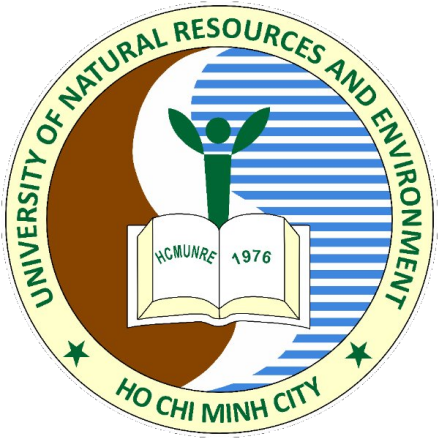 UNIVERSITY OF NATURAL RESOURCES AND ENVIRONMENT
HCMUNRE 1976
HO CHI MINH CITY